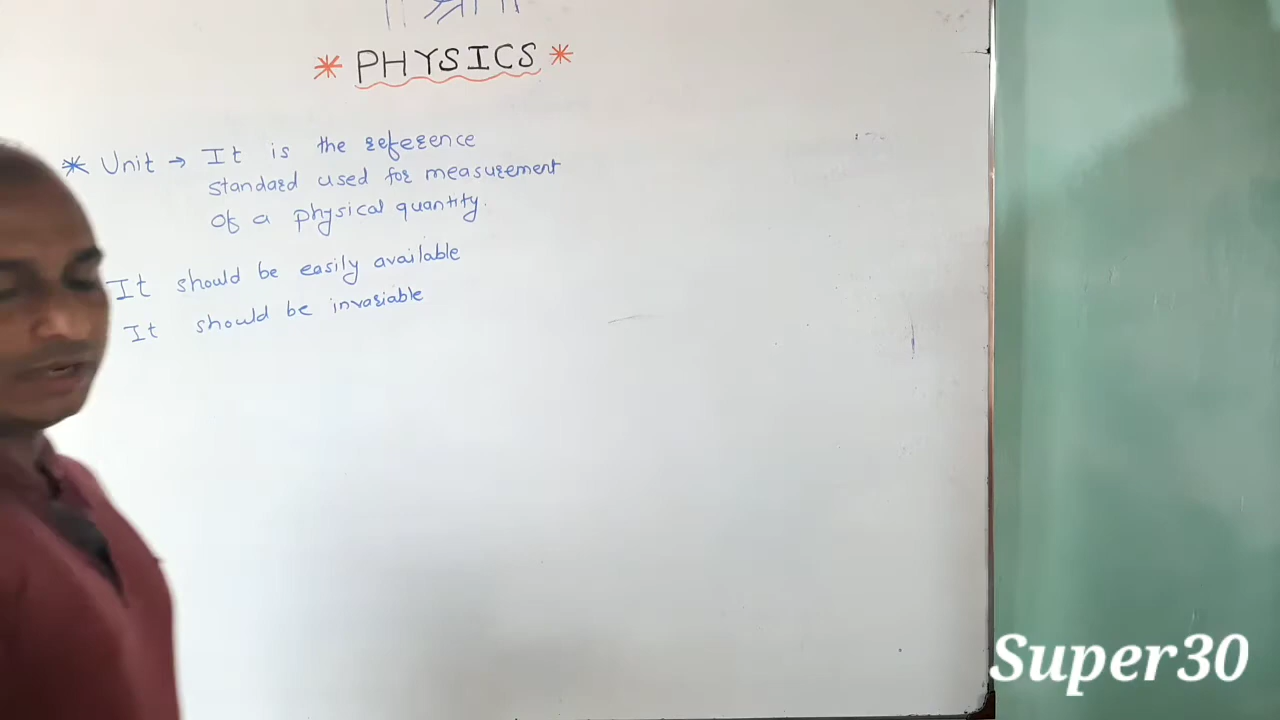 * PHYSICS *
* Unit → It is the reference
standard used for measurement
of a physical quantity.
It should be easily available
It should be invariable
Super30